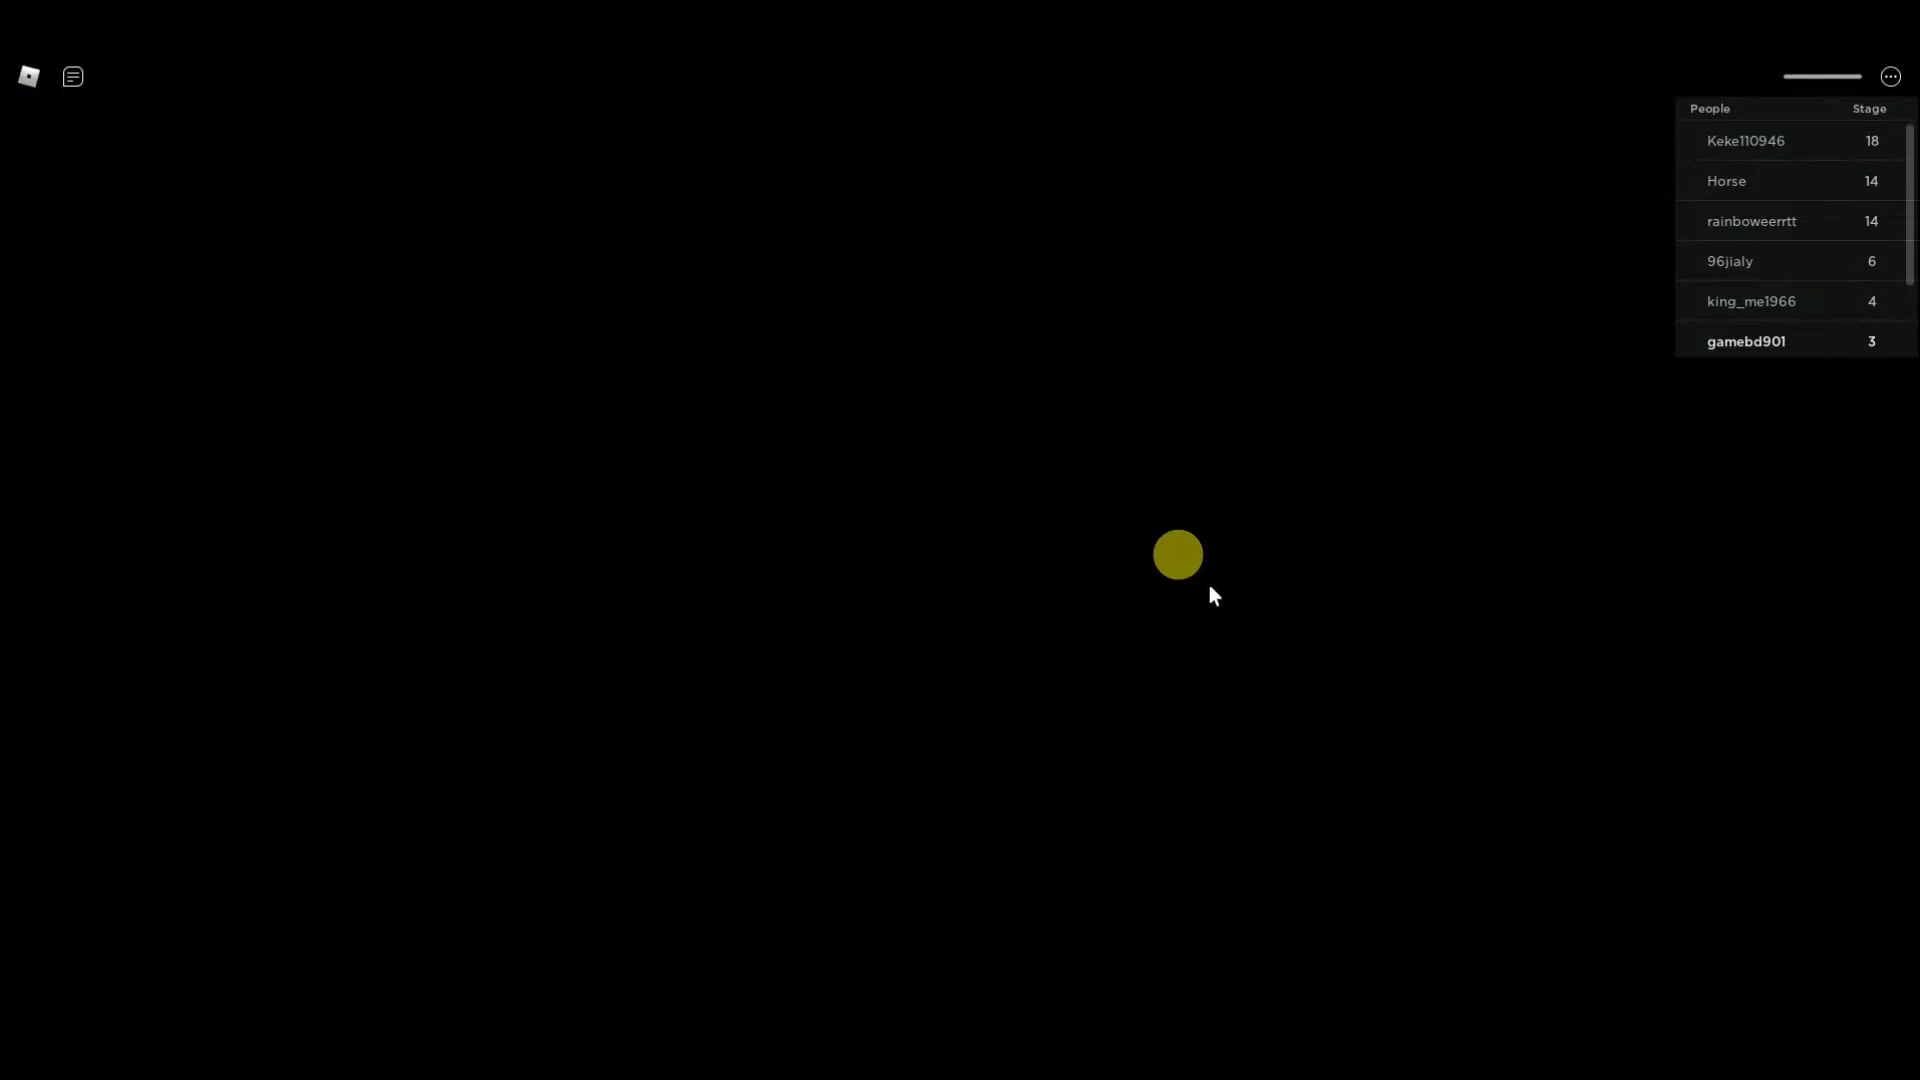 People Stage
Keke110946 18
Horse 14
rainboweerrtt 14
96jialy 6
king_me1966 4
gamebd901 3